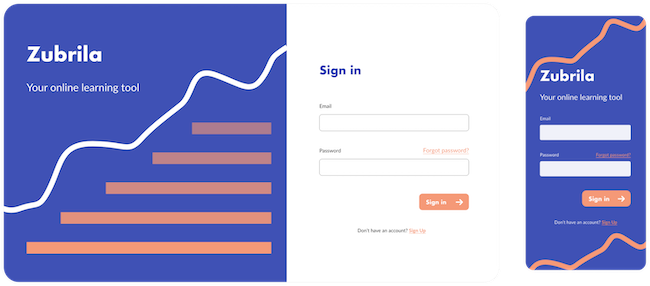 Zubrila
Your online learning tool
Sign in
Email
Password Forgot password?
Sign in
Don't have an account? Sign Up
Zubrila
Your online learning tool
Email
Password Forgot password?
Sign in
Don't have an account? Sign Up